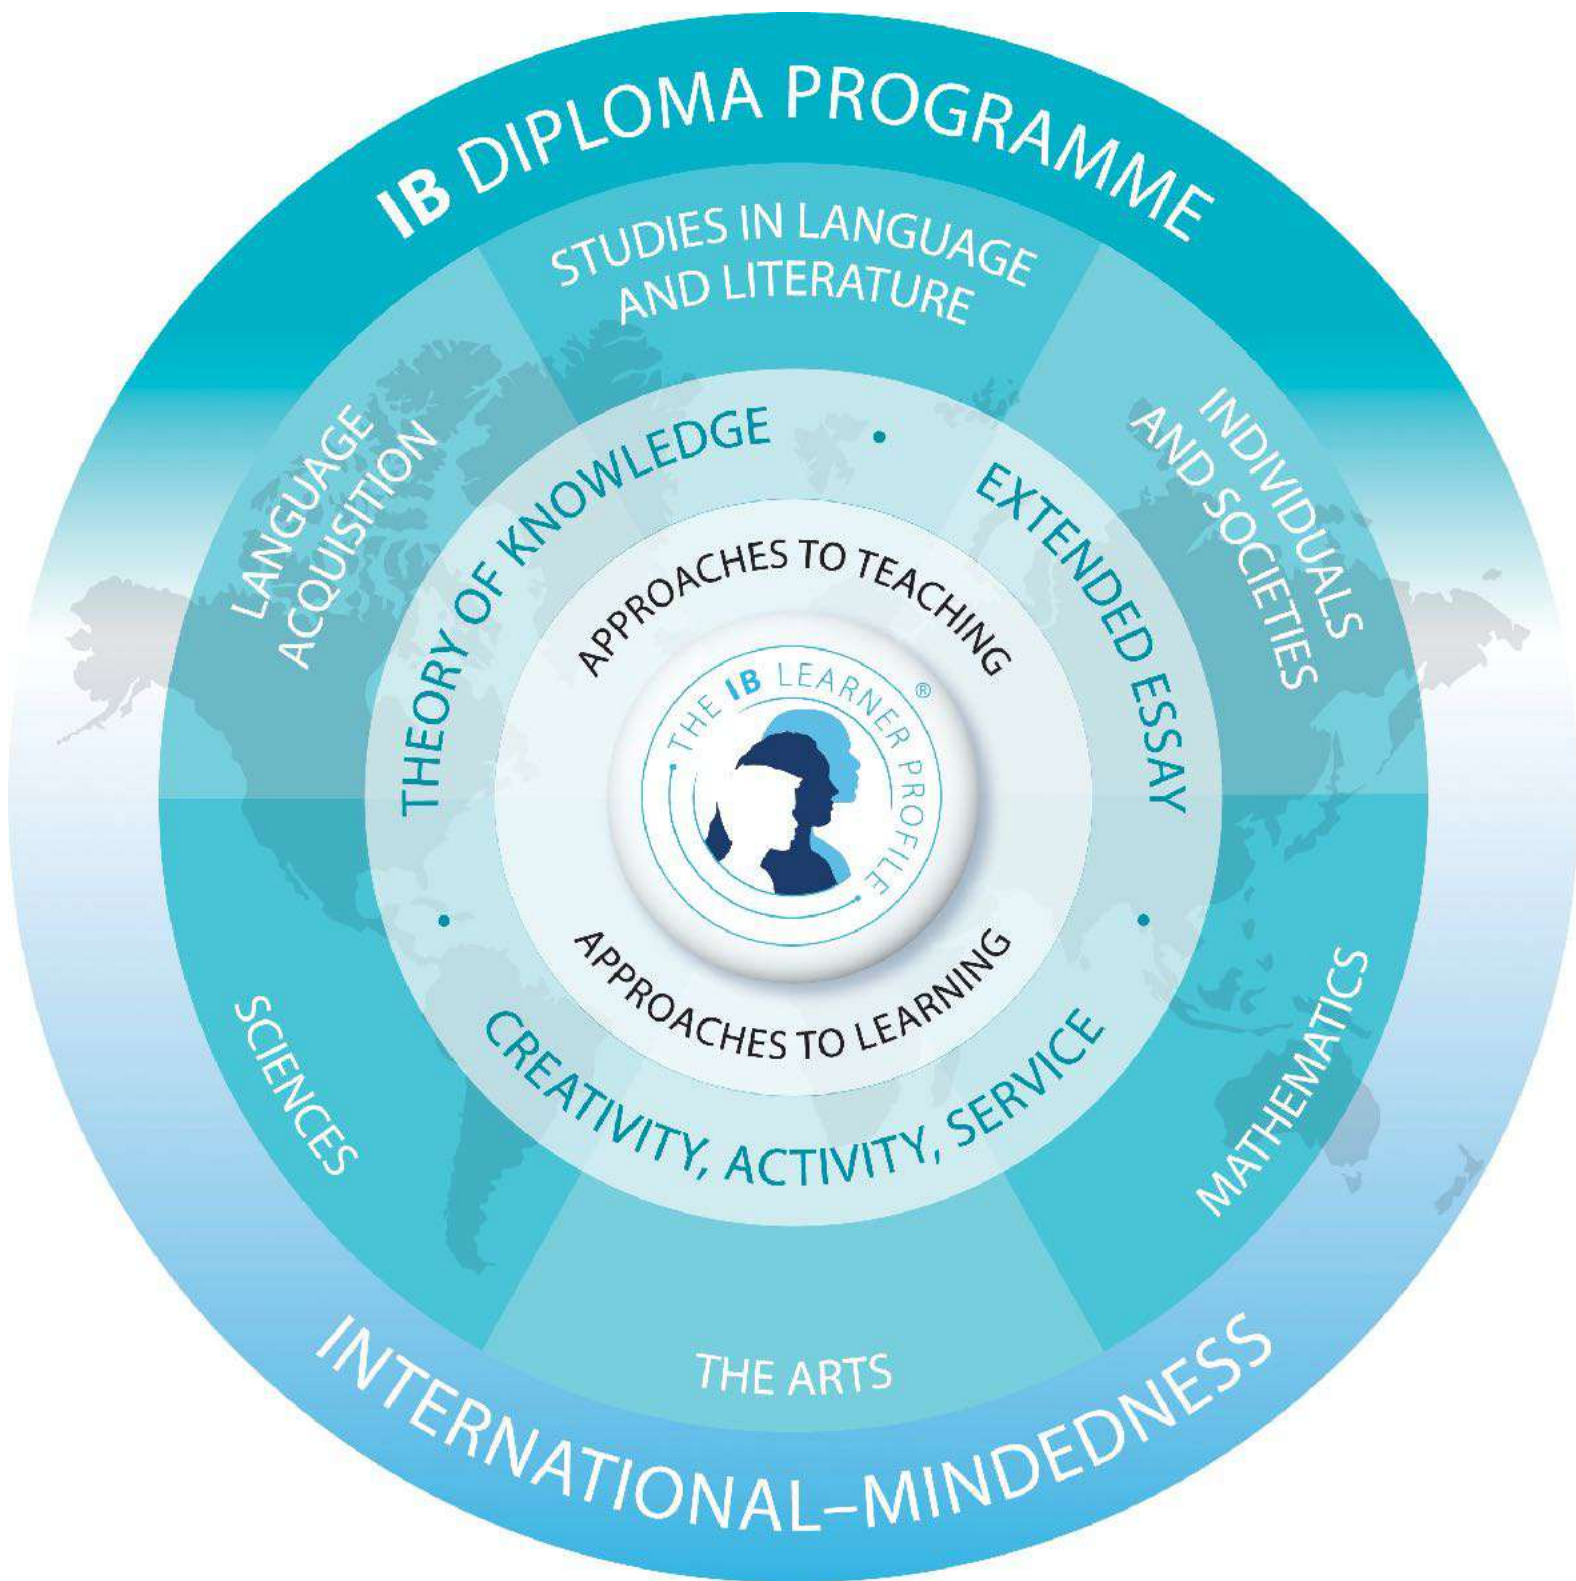 IB DIPLOMA PROGRAMME
STUDIES IN LANGUAGE
AND LITERATURE
LANGUAGE
ACQUISITION
INDIVIDUALS
AND SOCIETIES
THEORY OF KNOWLEDGE
•
EXTENDED ESSAY
•
APPROACHES TO TEACHING
THE IB LEARNER PROFILE
®
APPROACHES TO LEARNING
•
CREATIVITY, ACTIVITY, SERVICE
SCIENCES
MATHEMATICS
THE ARTS
INTERNATIONAL–MINDEDNESS